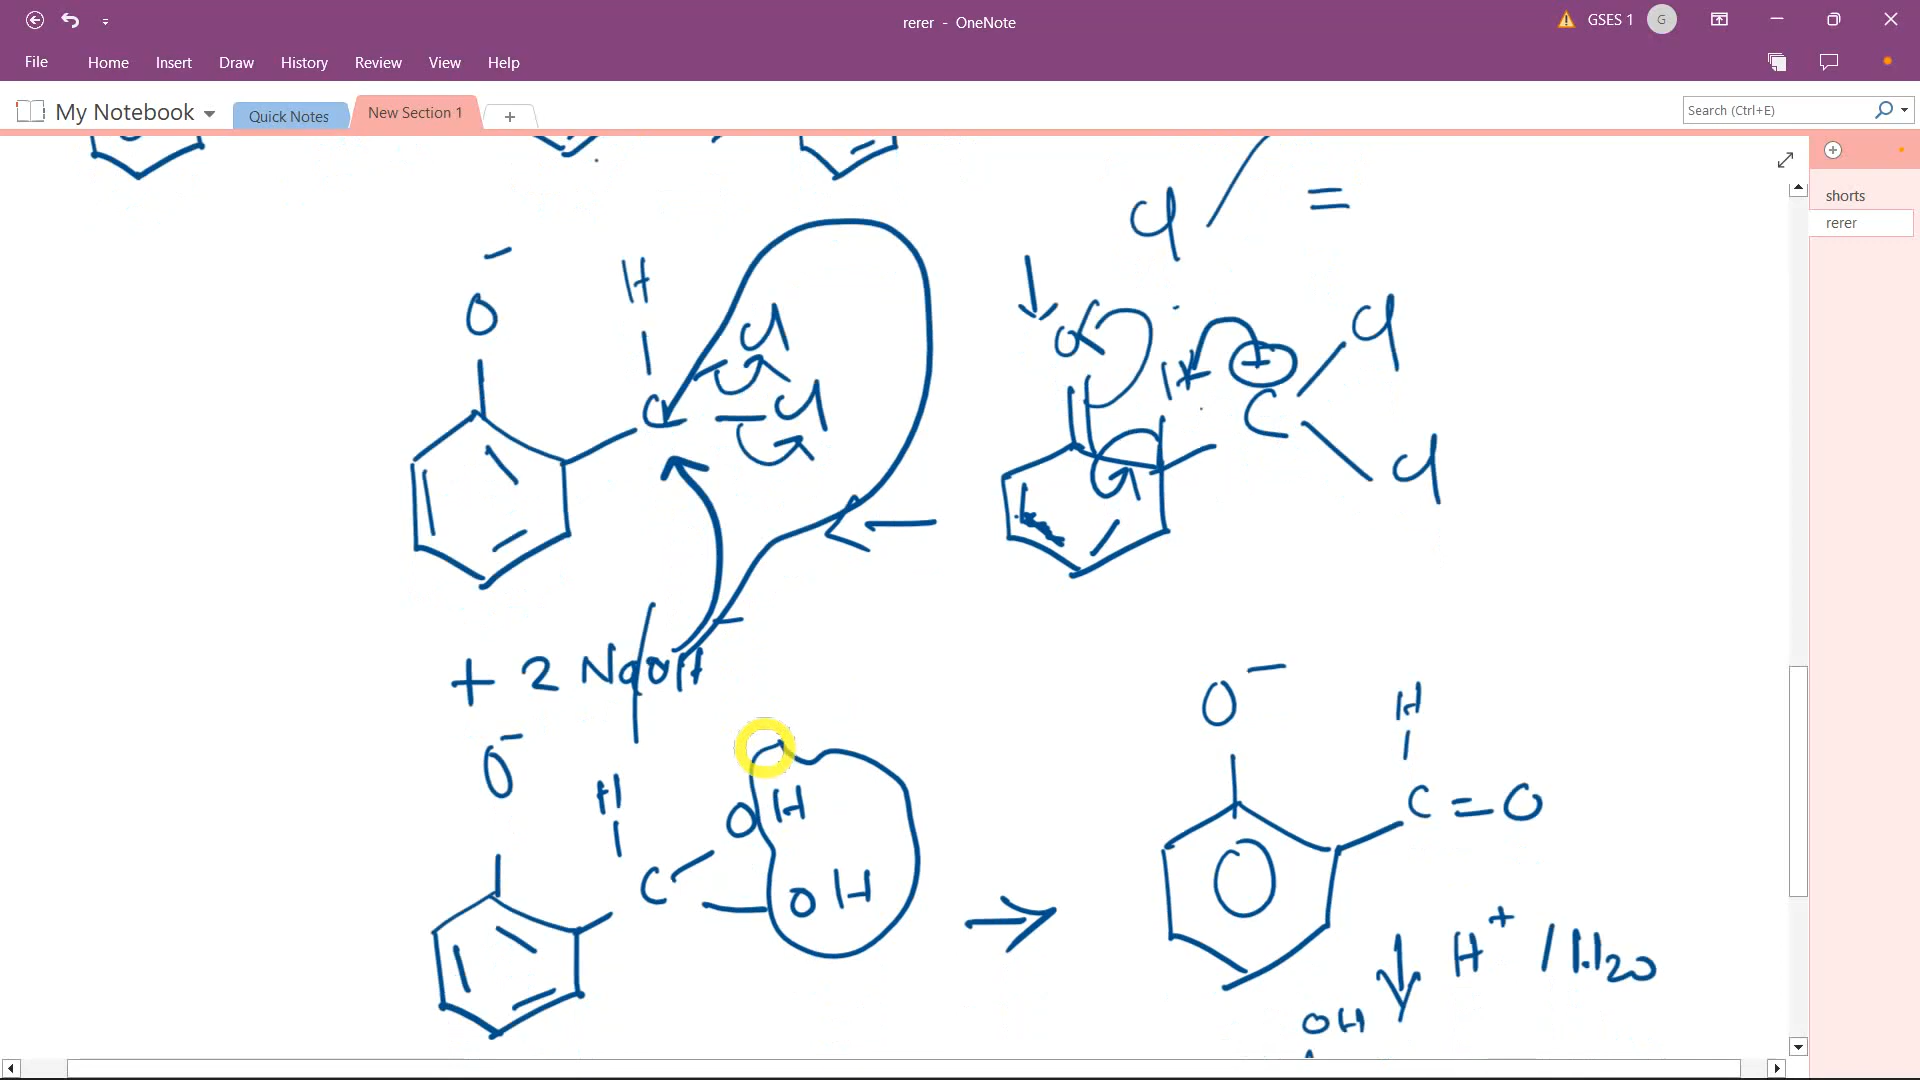 rerer - OneNote
GSES 1
G
File Home Insert Draw History Review View Help
My Notebook
Quick Notes
New Section 1
+
Search (Ctrl+E)
shorts
rerer
Cl
=
O⁻
H
Cl
C
Cl
O
H
+
C
Cl
Cl
+ 2 NaOH
O⁻
H
OH
C
OH
O⁻
H
C=O
H⁺ / H₂O
OH